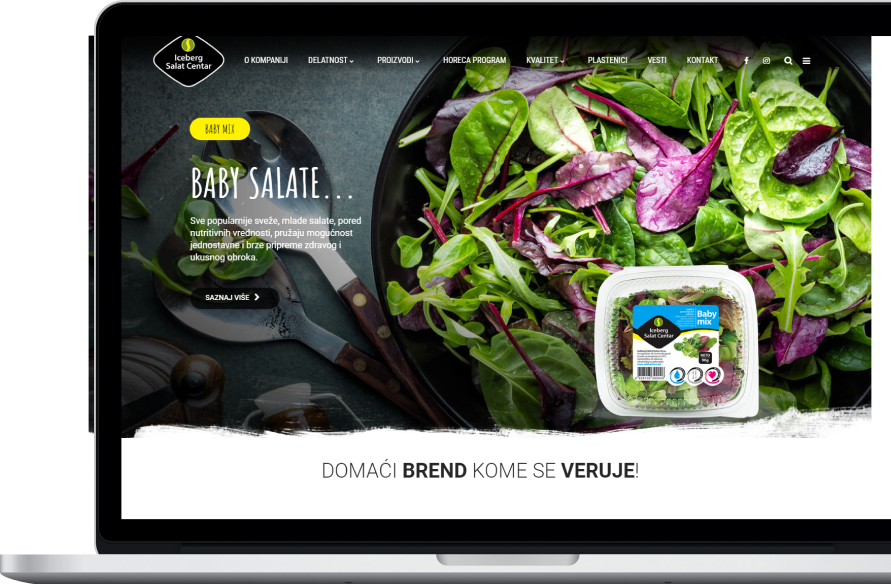 Iceberg
Salat Centar
O KOMPANIJI
DELATNOST
PROIZVODI
HORECA PROGRAM
KVALITET
PLASTENICI
VESTI
KONTAKT
BABY MIX
BABY SALATE...
Sve popularnije sveže, mlade salate, pored
nutritivnih vrednosti, pružaju mogućnost
jednostavne i brze pripreme zdravog i
ukusnog obroka.
SAZNAJ VIŠE
Baby
mix
Iceberg
Salat Centar
NETO
90g
DOMAĆI BREND KOME SE VERUJE!